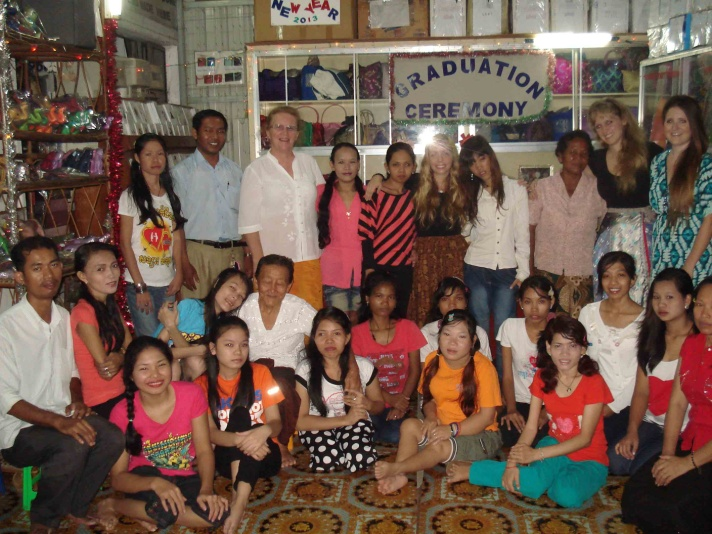 NEW YEAR
2013
GRADUATION
CEREMONY